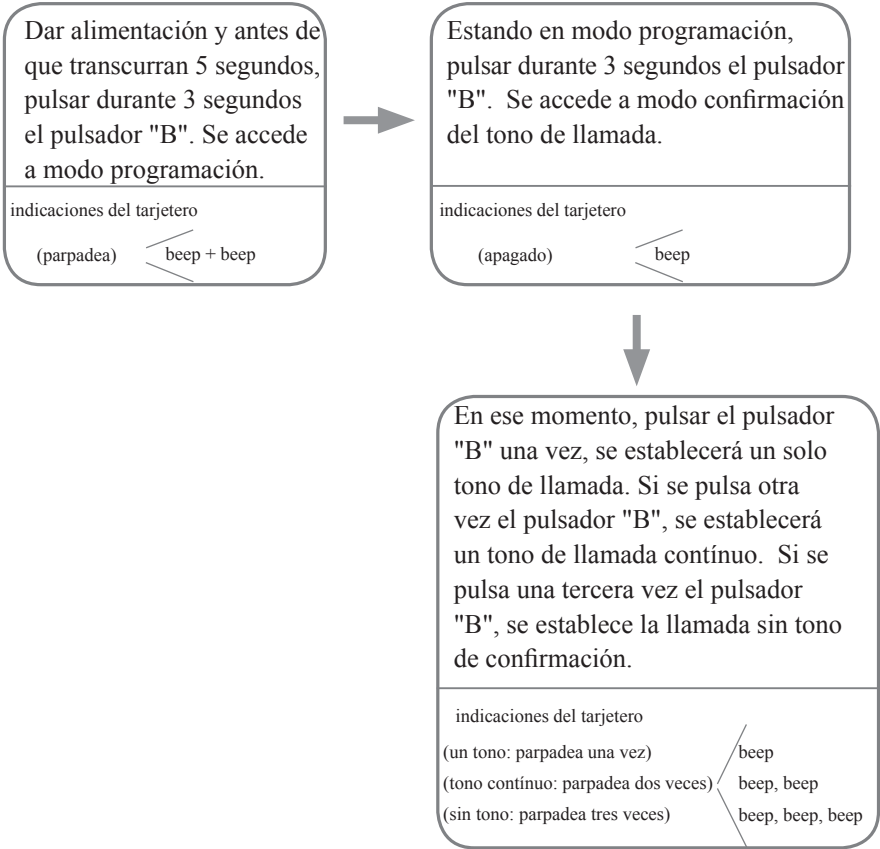 Dar alimentación y antes de
que transcurran 5 segundos,
pulsar durante 3 segundos
el pulsador "B". Se accede
a modo programación.
indicaciones del tarjetero
(parpadea) beep + beep
Estando en modo programación,
pulsar durante 3 segundos el pulsador
"B".  Se accede a modo confirmación
del tono de llamada.
indicaciones del tarjetero
(apagado) beep
En ese momento, pulsar el pulsador
"B" una vez, se establecerá un solo
tono de llamada. Si se pulsa otra
vez el pulsador "B", se establecerá
un tono de llamada contínuo.  Si se
pulsa una tercera vez el pulsador
"B", se establece la llamada sin tono
de confirmación.
indicaciones del tarjetero
(un tono: parpadea una vez) beep
(tono contínuo: parpadea dos veces) beep, beep
(sin tono: parpadea tres veces) beep, beep, beep